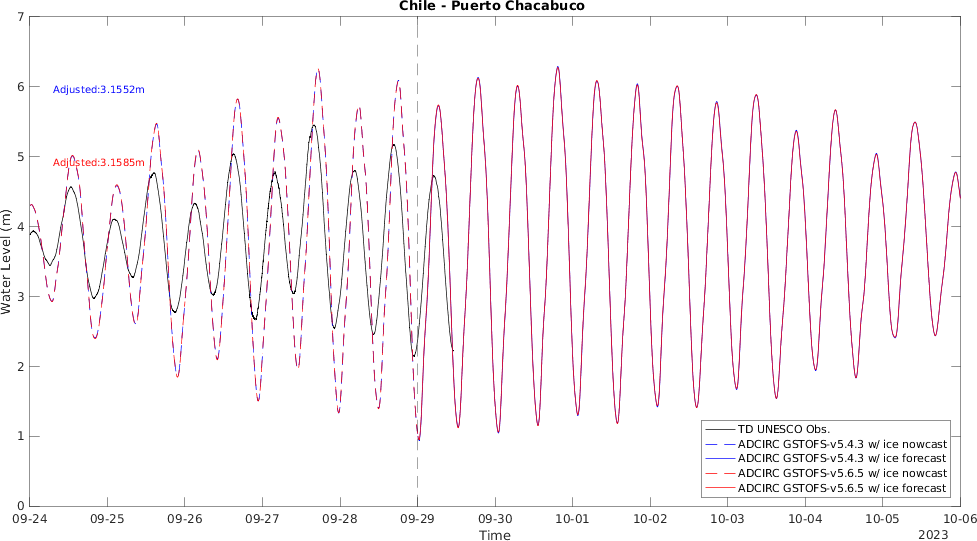 Chile - Puerto Chacabuco
7
6
5
4
3
2
1
0
Water Level (m)
Adjusted:3.1552m
Adjusted:3.1585m
TD UNESCO Obs.
ADCIRC GSTOFS-v5.4.3 w/ ice nowcast
ADCIRC GSTOFS-v5.4.3 w/ ice forecast
ADCIRC GSTOFS-v5.6.5 w/ ice nowcast
ADCIRC GSTOFS-v5.6.5 w/ ice forecast
09-24 09-25 09-26 09-27 09-28 09-29 09-30 10-01 10-02 10-03 10-04 10-05 10-06
Time
2023